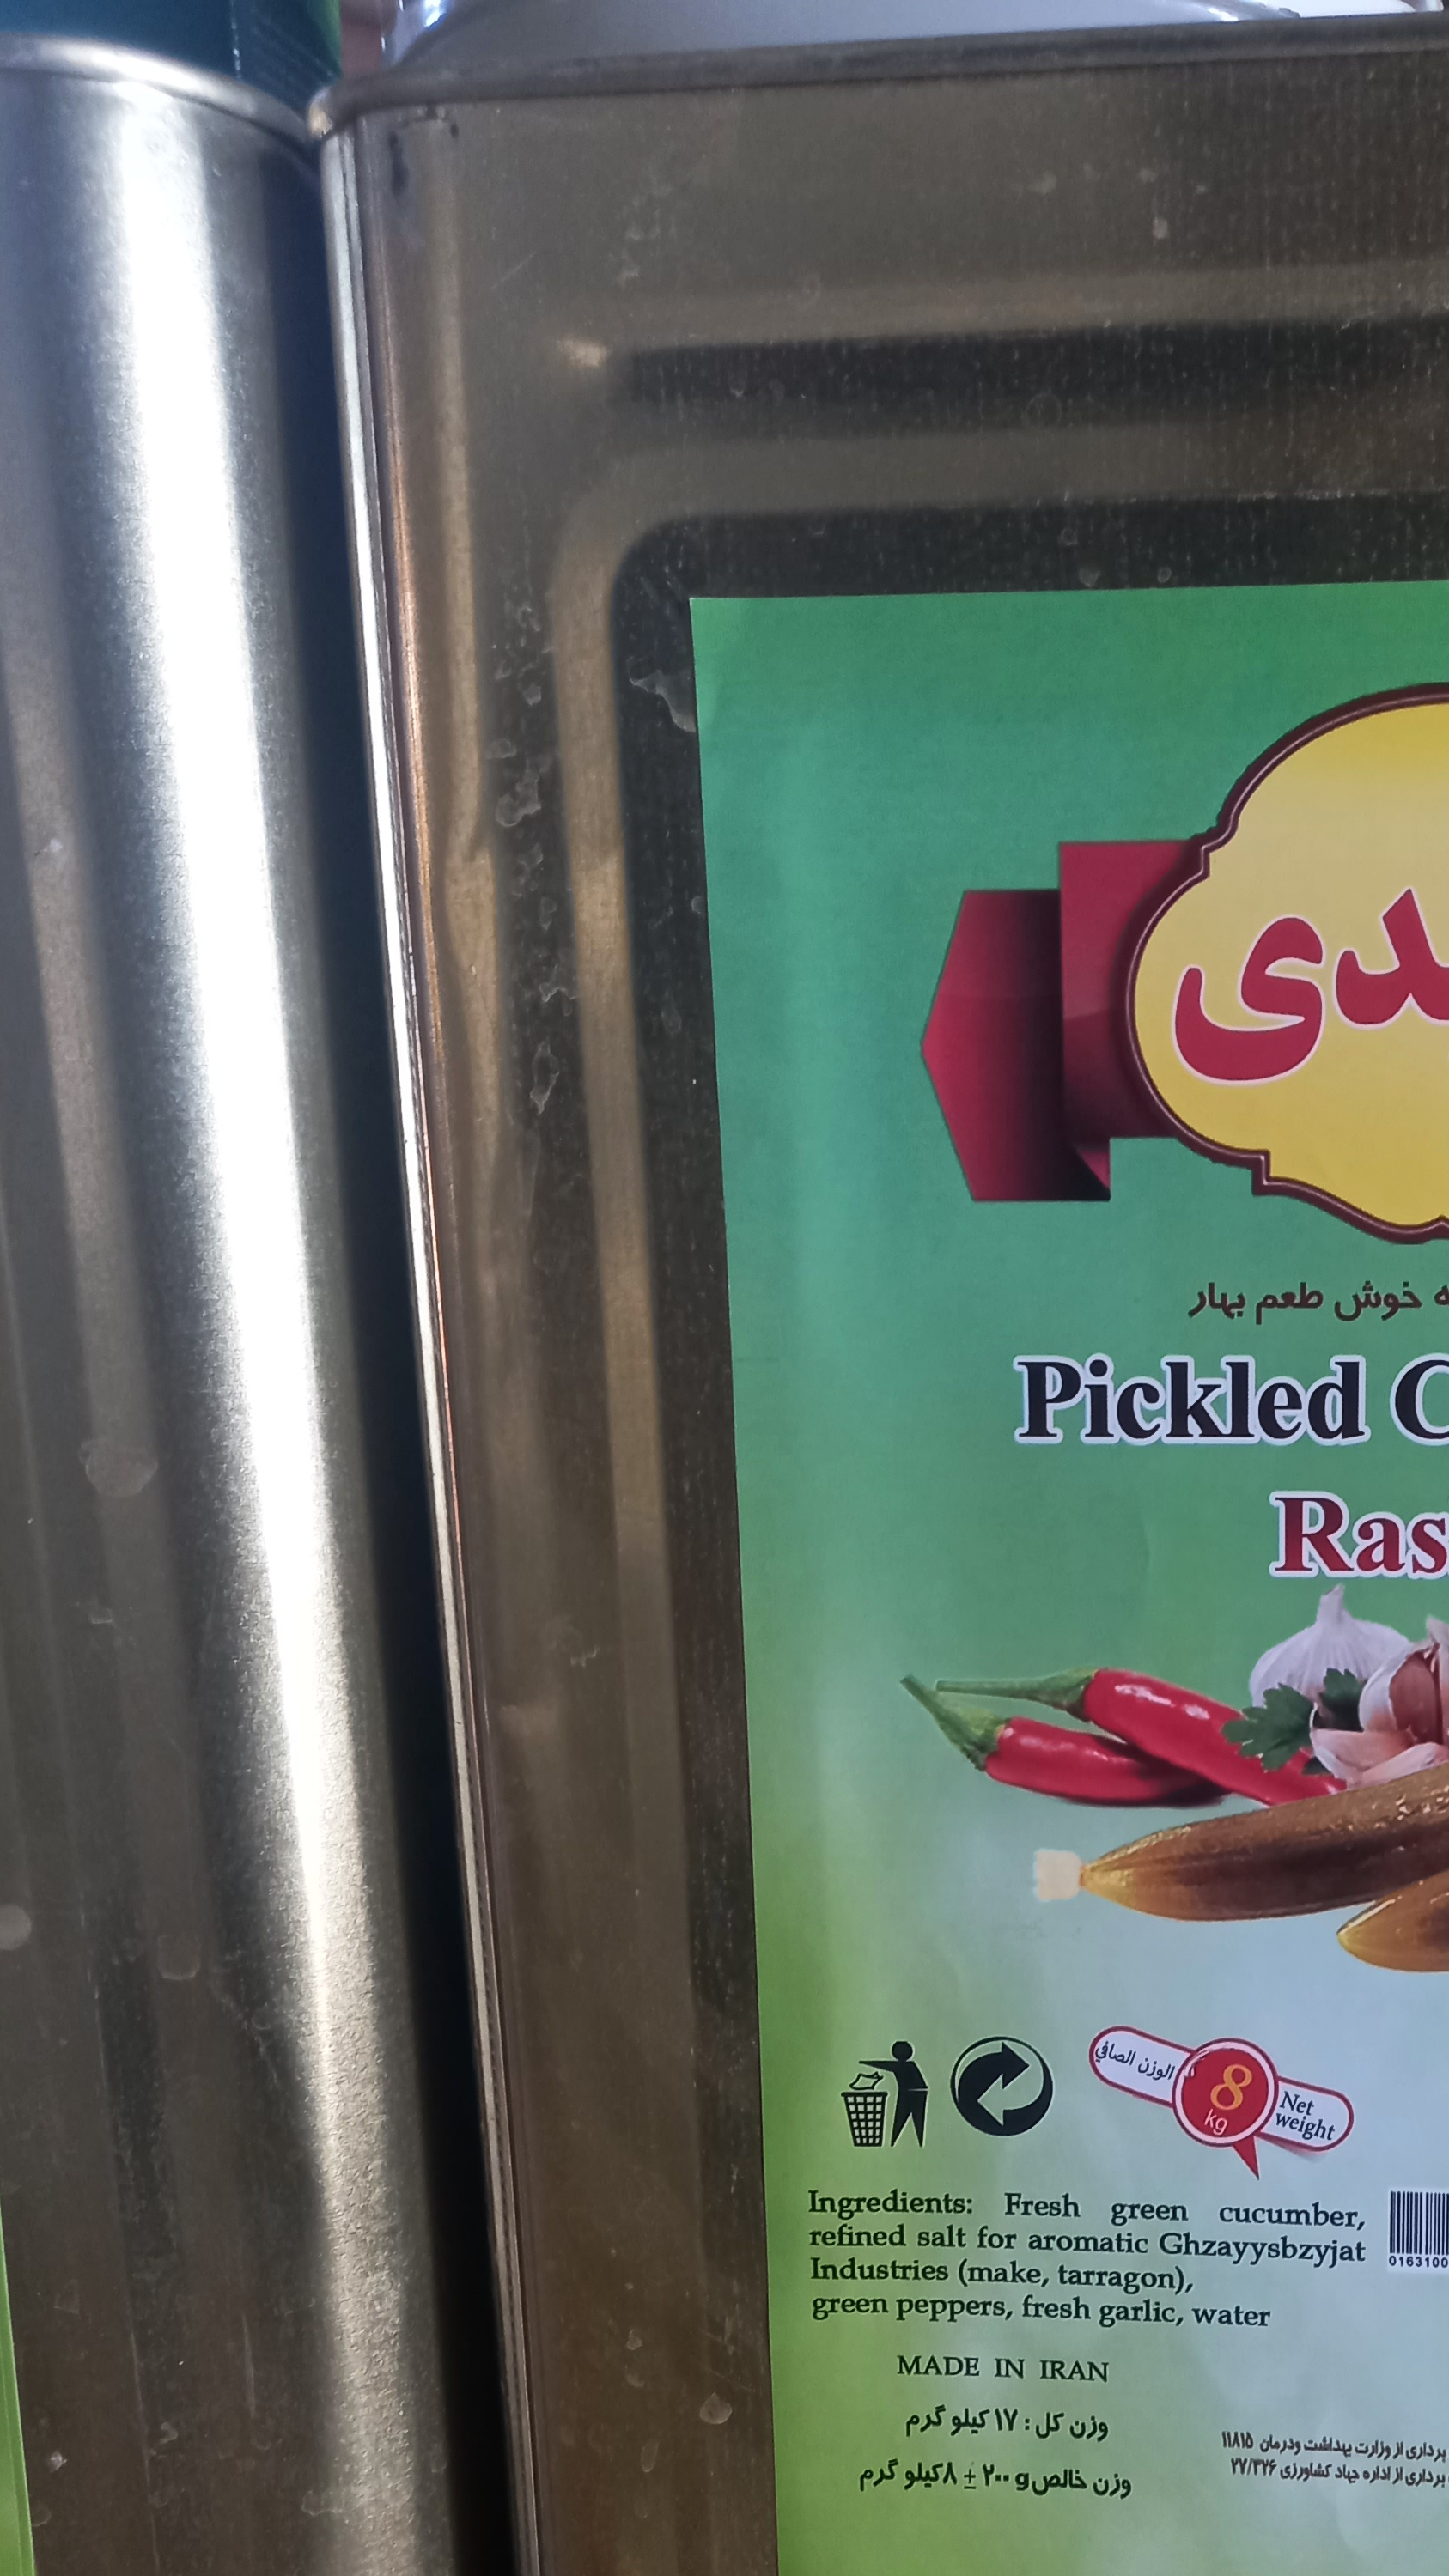 دی
ه خوش طعم بهار
Pickled C
Ras
الوزن الصافي
8
kg
Net
weight
Ingredients: Fresh green cucumber,
refined salt for aromatic Ghzayysbzyjat
Industries (make, tarragon),
green peppers, fresh garlic, water
0163100
MADE IN IRAN
وزن کل : ۱۷ کیلو گرم
وزن خالص ۸ ± ۲۰۰ g کیلو گرم
برداری از وزارت بهداشت ودرمان ۱۱۸۱۵
برداری از اداره جهاد کشاورزی ۲۷/۳۲۶